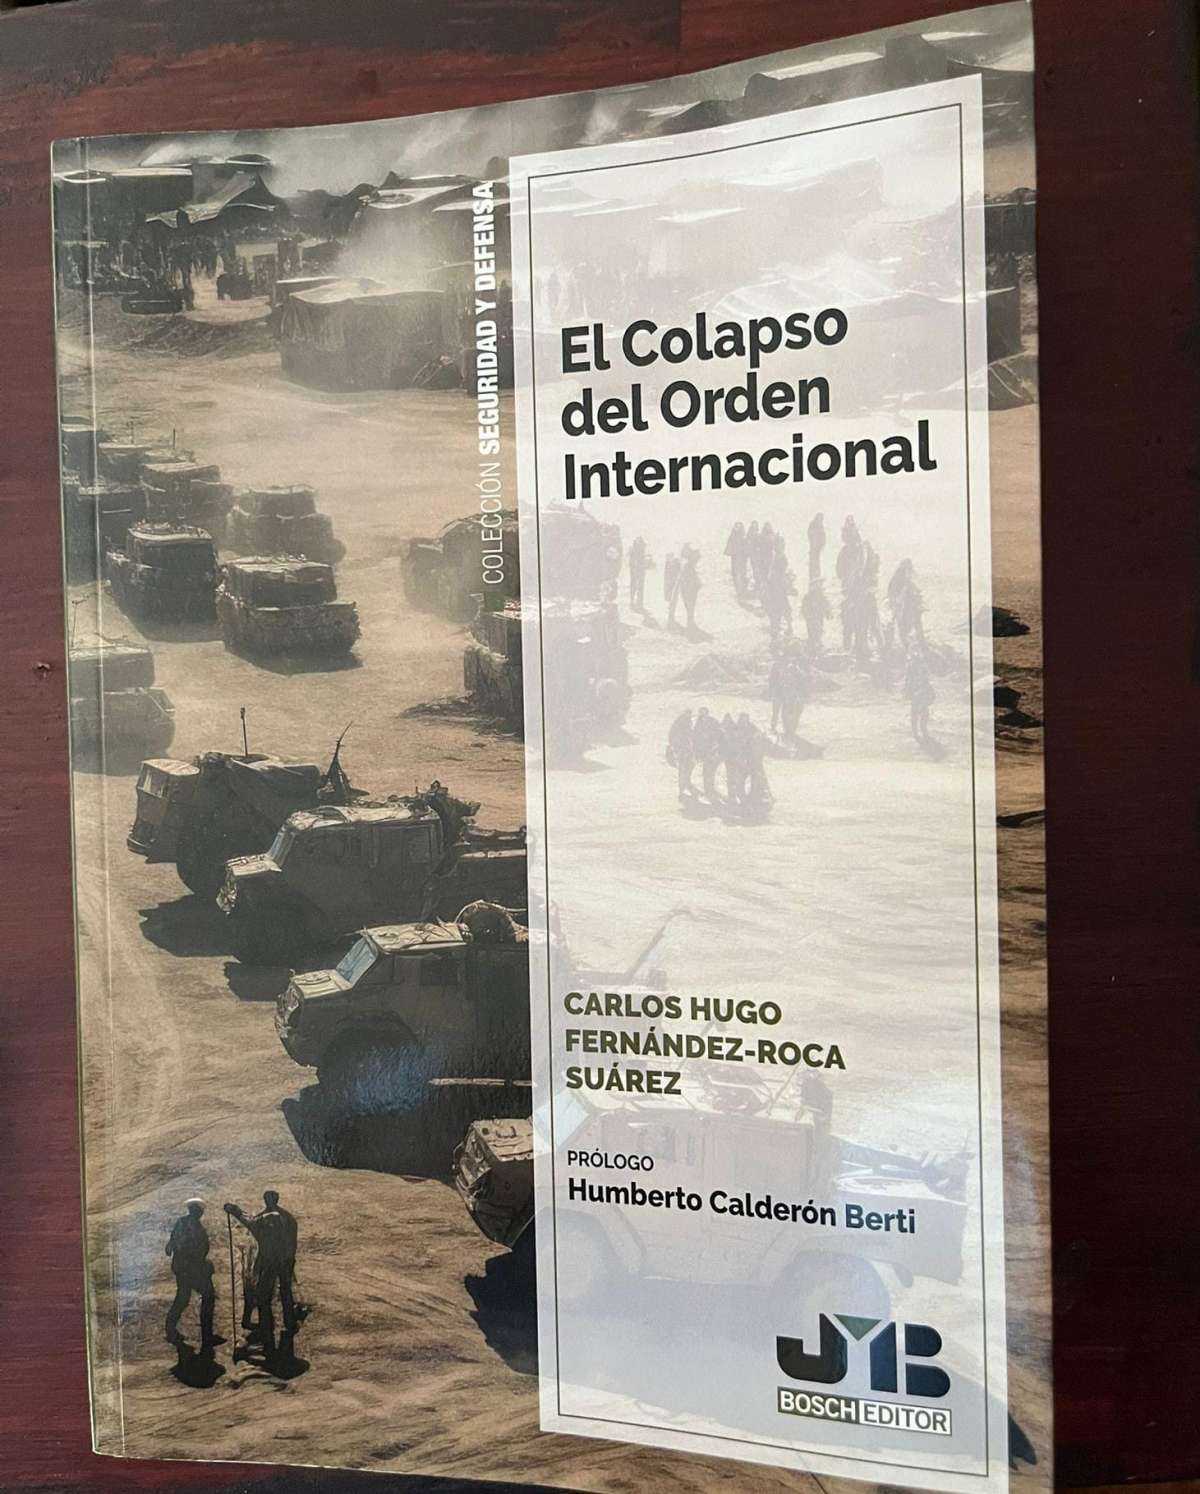 COLECCIÓN SEGURIDAD Y DEFENSA
El Colapso
del Orden
Internacional
CARLOS HUGO
FERNÁNDEZ-ROCA
SUÁREZ
PRÓLOGO
Humberto Calderón Berti
JYB
BOSCH EDITOR